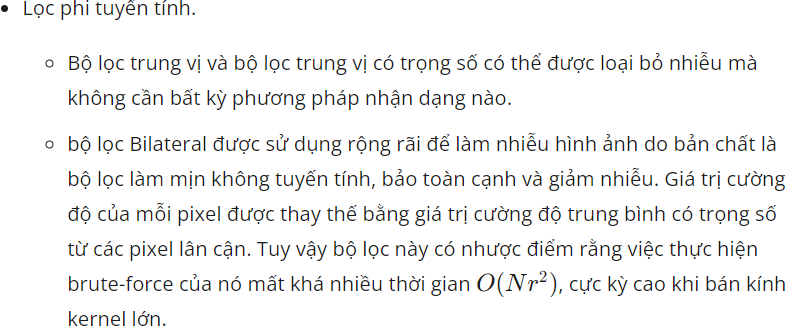 • Lọc phi tuyến tính.
◦ Bộ lọc trung vị và bộ lọc trung vị có trọng số có thể được loại bỏ nhiễu mà
không cần bất kỳ phương pháp nhận dạng nào.
◦ bộ lọc Bilateral được sử dụng rộng rãi để làm nhiễu hình ảnh do bản chất là
bộ lọc làm mịn không tuyến tính, bảo toàn cạnh và giảm nhiễu. Giá trị cường
độ của mỗi pixel được thay thế bằng giá trị cường độ trung bình có trọng số
từ các pixel lân cận. Tuy vậy bộ lọc này có nhược điểm rằng việc thực hiện
brute-force của nó mất khá nhiều thời gian O(Nr²), cực kỳ cao khi bán kính
kernel lớn.